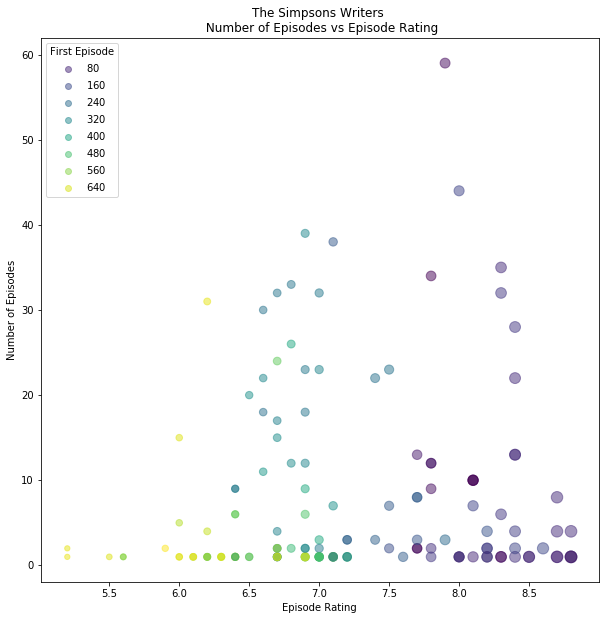 The Simpsons Writers
Number of Episodes vs Episode Rating
First Episode
80
160
240
320
400
480
560
640
60
50
40
30
20
10
0
Number of Episodes
5.5 6.0 6.5 7.0 7.5 8.0 8.5
Episode Rating